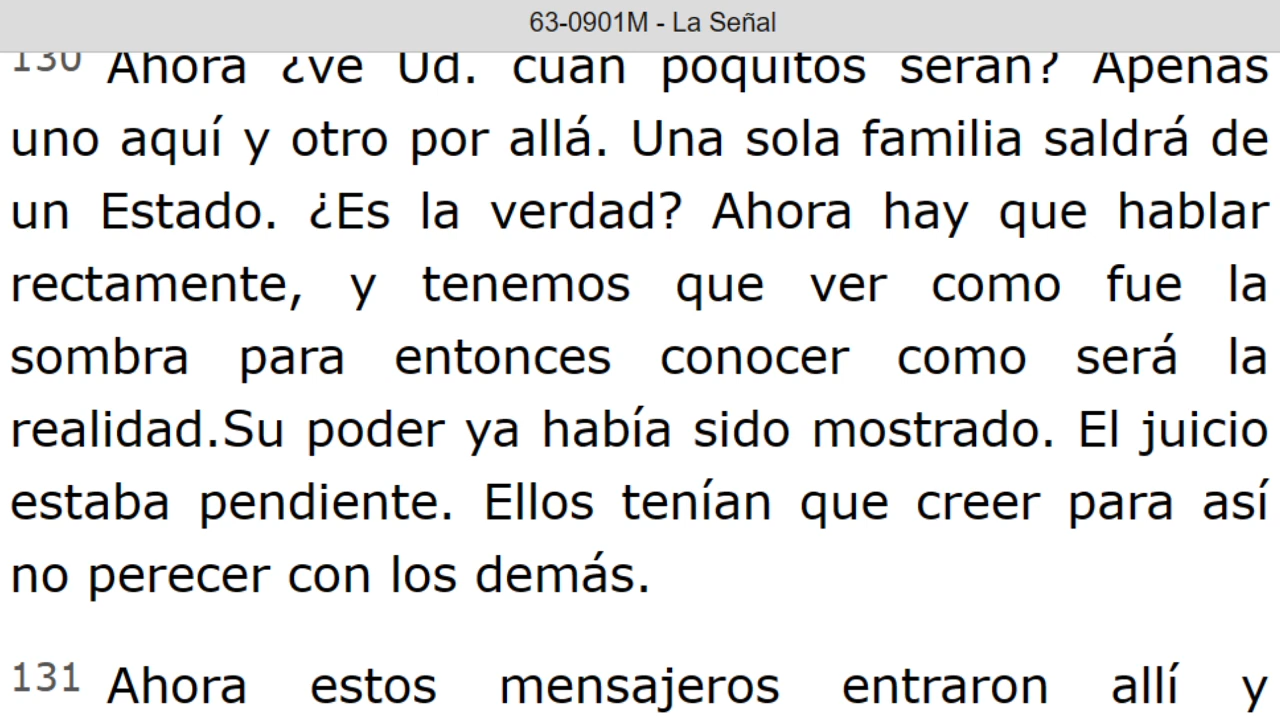 63-0901M - La Señal
130 Ahora ¿ve Ud. cuán poquitos serán? Apenas
uno aquí y otro por allá. Una sola familia saldrá de
un Estado. ¿Es la verdad? Ahora hay que hablar
rectamente, y tenemos que ver como fue la
sombra para entonces conocer como será la
realidad.Su poder ya había sido mostrado. El juicio
estaba pendiente. Ellos tenían que creer para así
no perecer con los demás.
131 Ahora estos mensajeros entraron allí y